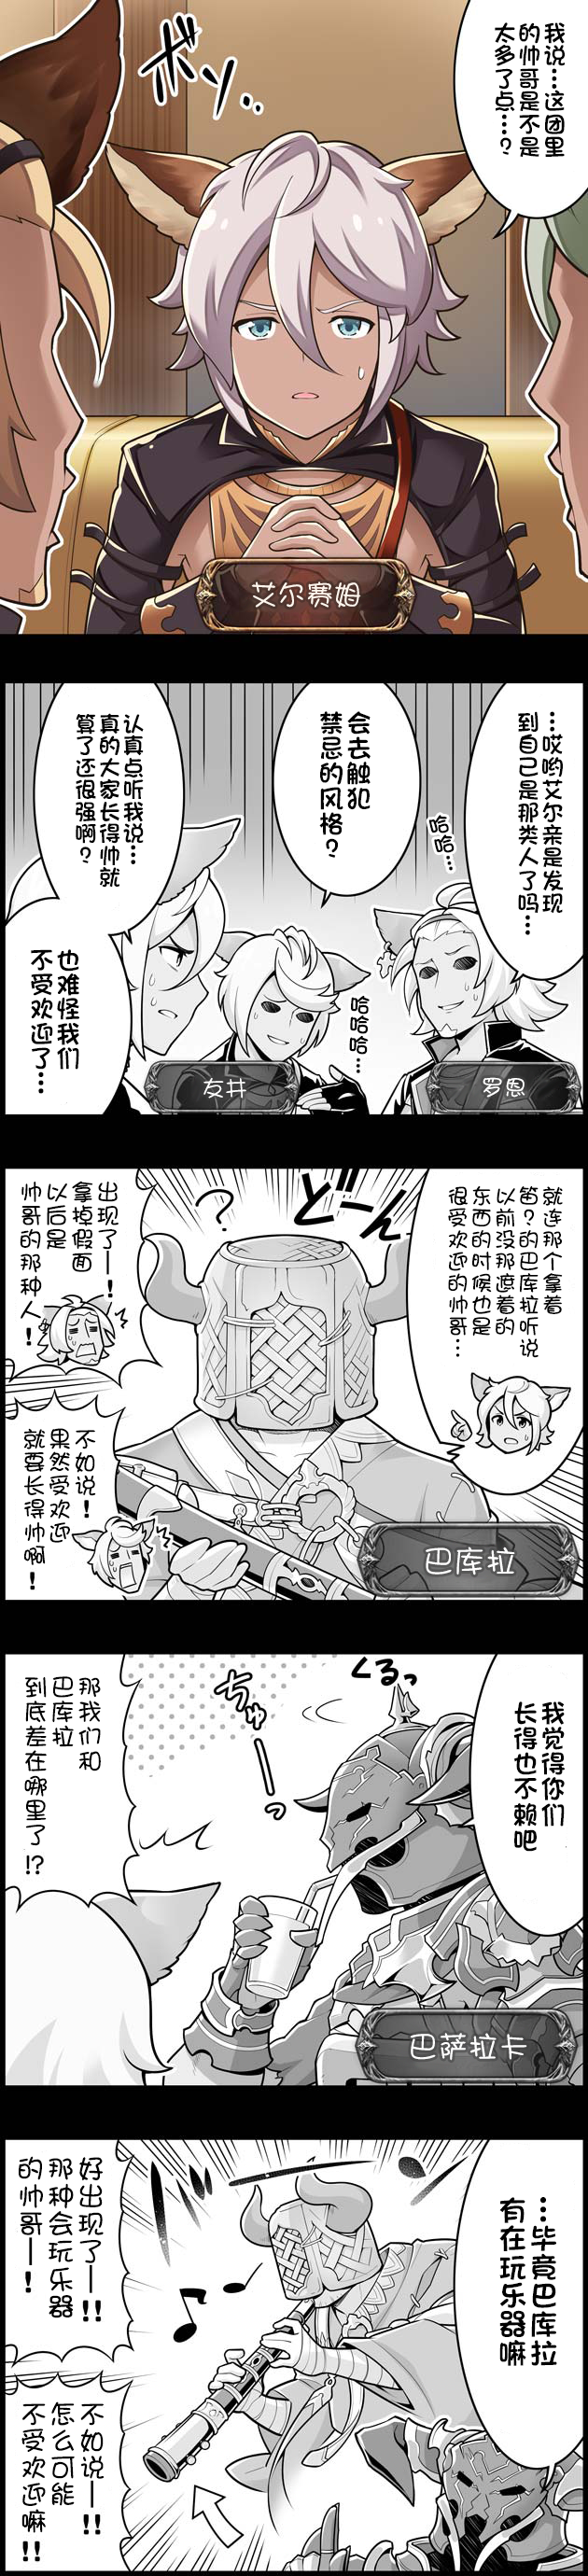 我说…这团里
的帅哥是不是
太多了点…?
ボソ..
艾尔赛姆
…哎哟艾尔亲是发现
到自己是那类人了吗…
哈哈…
会去触犯
禁忌的风格?
哈哈哈…
认真点听我说…
真的大家长得帅就
算了还很强啊?
也难怪我们
不受欢迎了…
友井
罗恩
就连那个拿着
笛?的巴库拉听说
以前没那遮着的
东西的时候也是
很受欢迎的帅哥…
どーん
?
出现了—!
拿掉假面
以后是
帅哥的那种人!
不如说!
果然受欢迎
就要长得帅啊!
巴库拉
我觉得你们
长得也不赖吧
くるっ
ちゅーーっ
那我们和
巴库拉
到底差在哪里了!?
巴萨拉卡
…毕竟巴库拉
有在玩乐器嘛
好出现了—!!
那种会玩乐器
的帅哥—!
不如说—!!
怎么可能
不受欢迎嘛!!